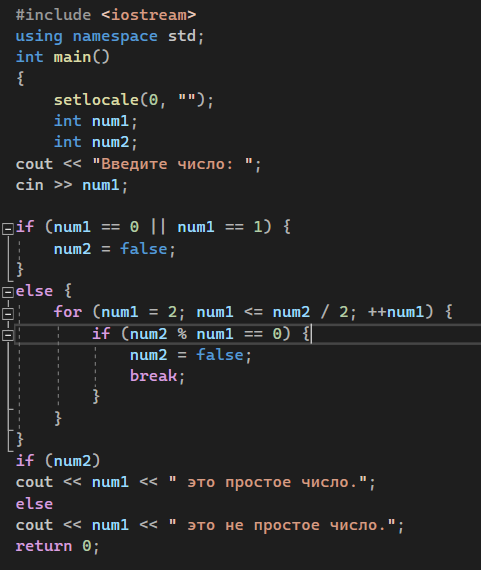 #include <iostream>
using namespace std;
int main()
{
    setlocale(0, "");
    int num1;
    int num2;
cout << "Введите число: ";
cin >> num1;

if (num1 == 0 || num1 == 1) {
    num2 = false;
}
else {
    for (num1 = 2; num1 <= num2 / 2; ++num1) {
        if (num2 % num1 == 0) {
            num2 = false;
            break;
        }
    }
}
if (num2)
cout << num1 << " это простое число.";
else
cout << num1 << " это не простое число.";
return 0;